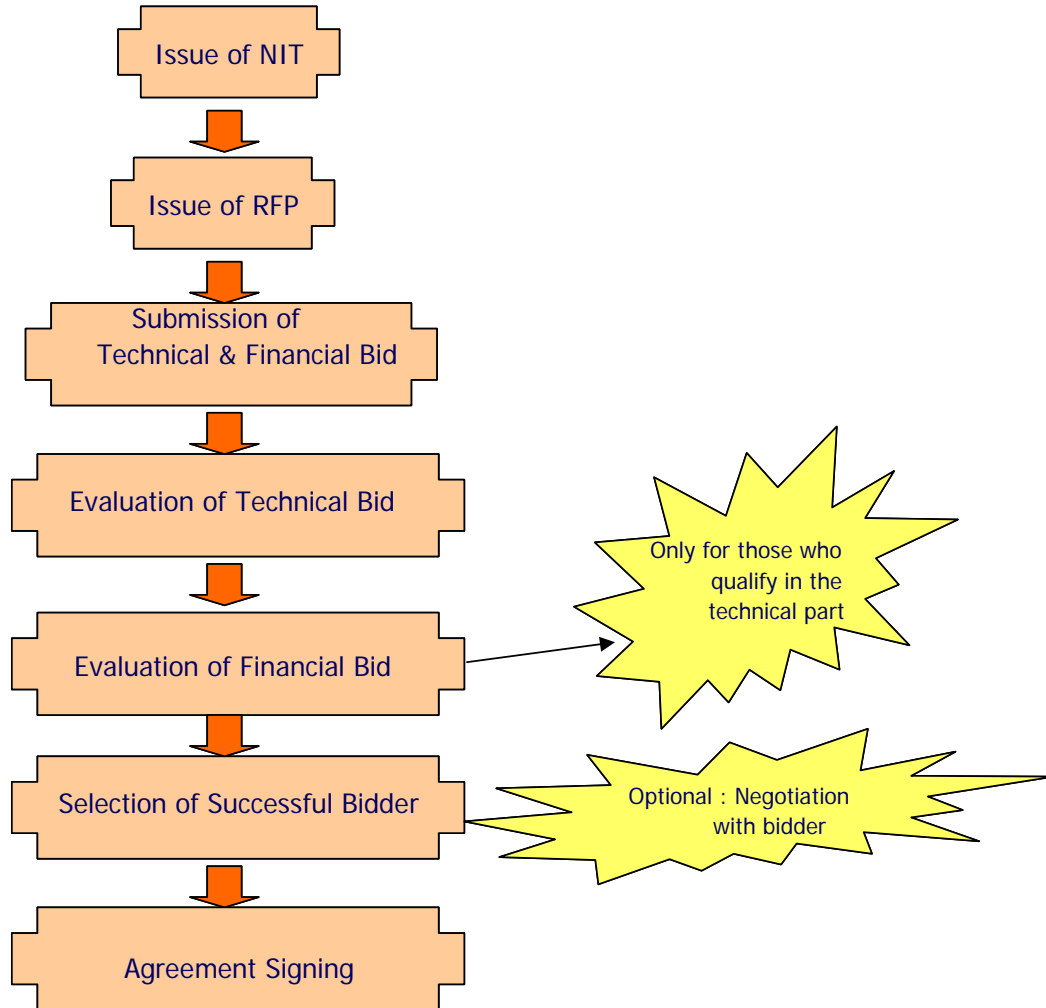 Issue of NIT
Issue of RFP
Submission of
Technical & Financial Bid
Evaluation of Technical Bid
Only for those who
qualify in the
technical part
Evaluation of Financial Bid
Selection of Successful Bidder
Optional : Negotiation
with bidder
Agreement Signing